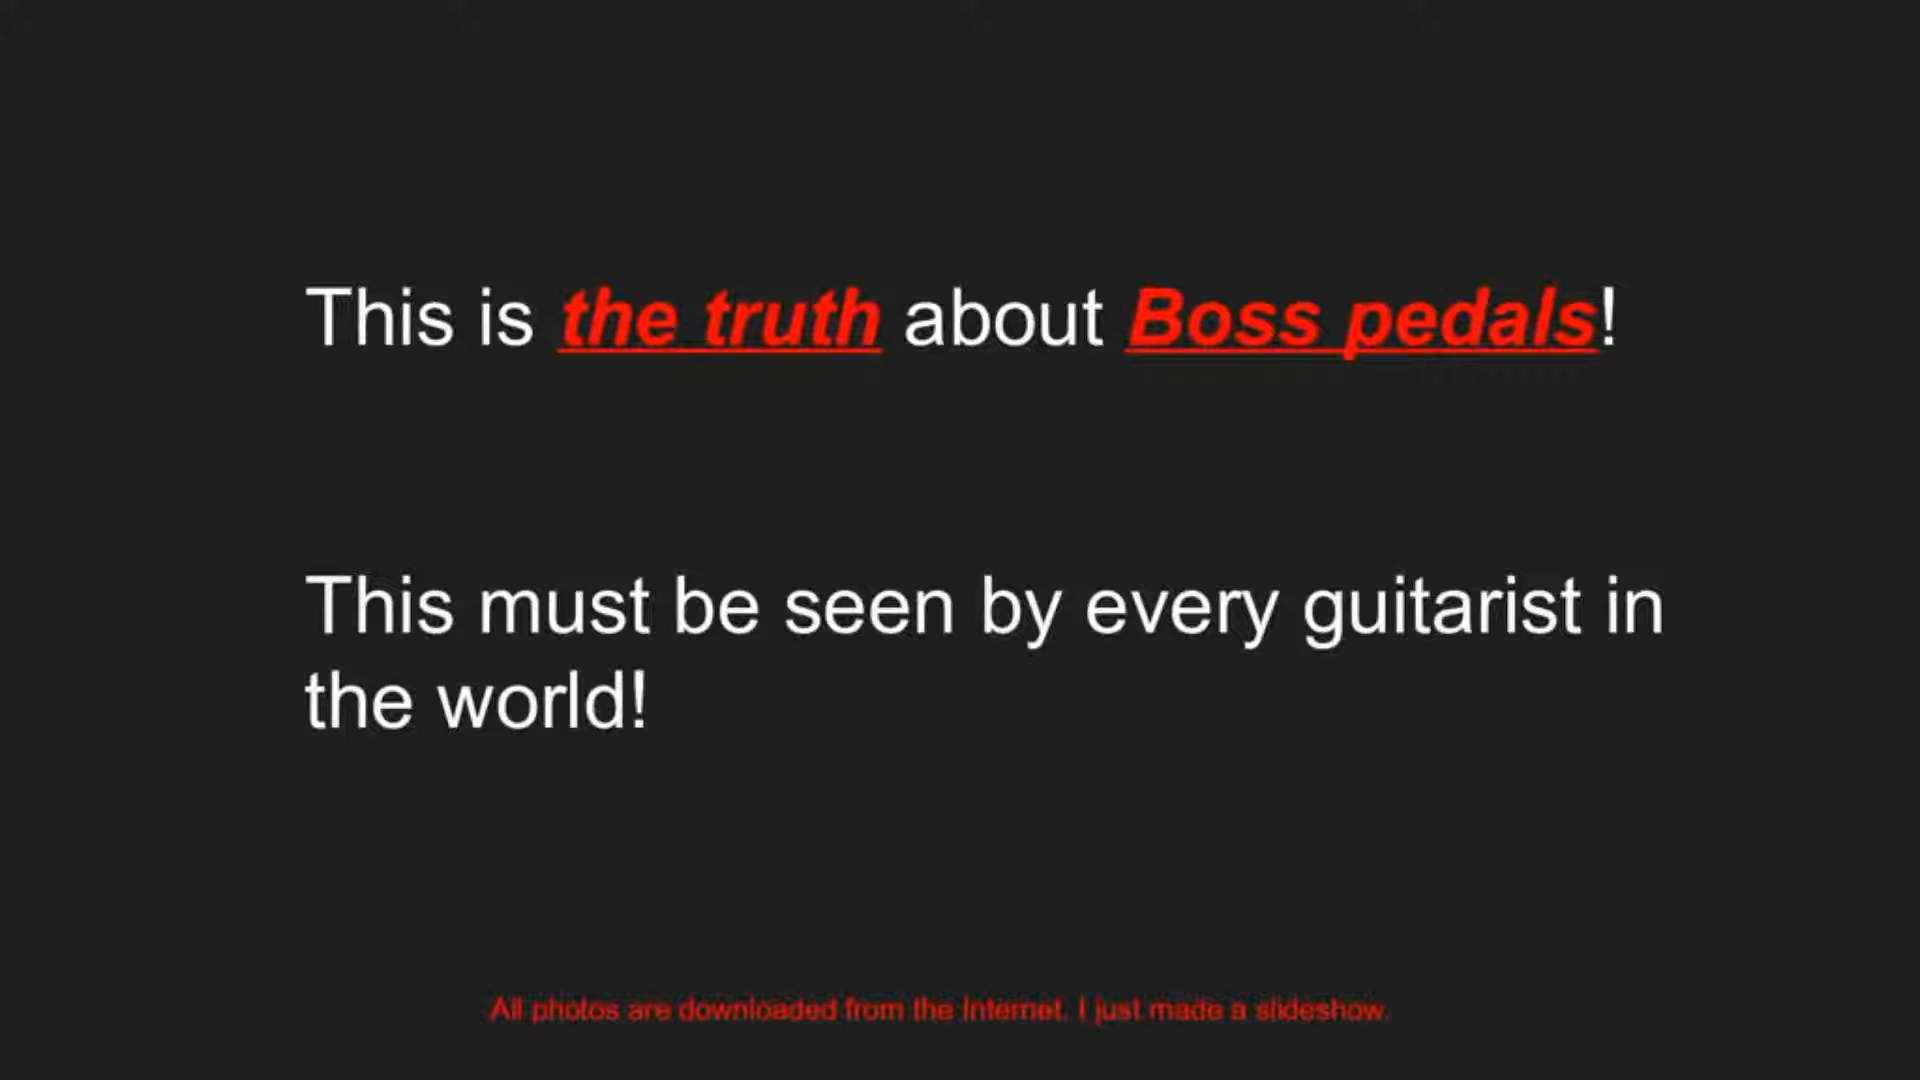 This is the truth about Boss pedals!
This must be seen by every guitarist in
the world!
All photos are downloaded from the Internet. I just made a slideshow.